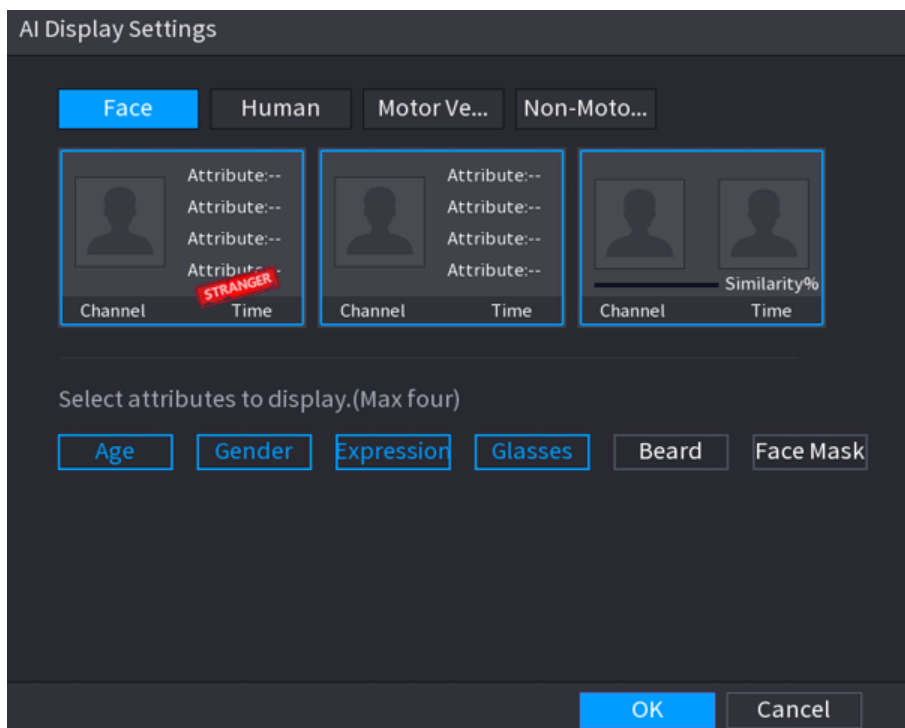 AI Display Settings
Face Human Motor Ve... Non-Moto...
Attribute:-- Attribute:--
Attribute:-- Attribute:--
Attribute:-- Attribute:--
Attribute:-- Attribute:--
STRANGER Similarity%
Channel Time Channel Time Channel Time
Select attributes to display.(Max four)
Age Gender Expression Glasses Beard Face Mask
OK Cancel